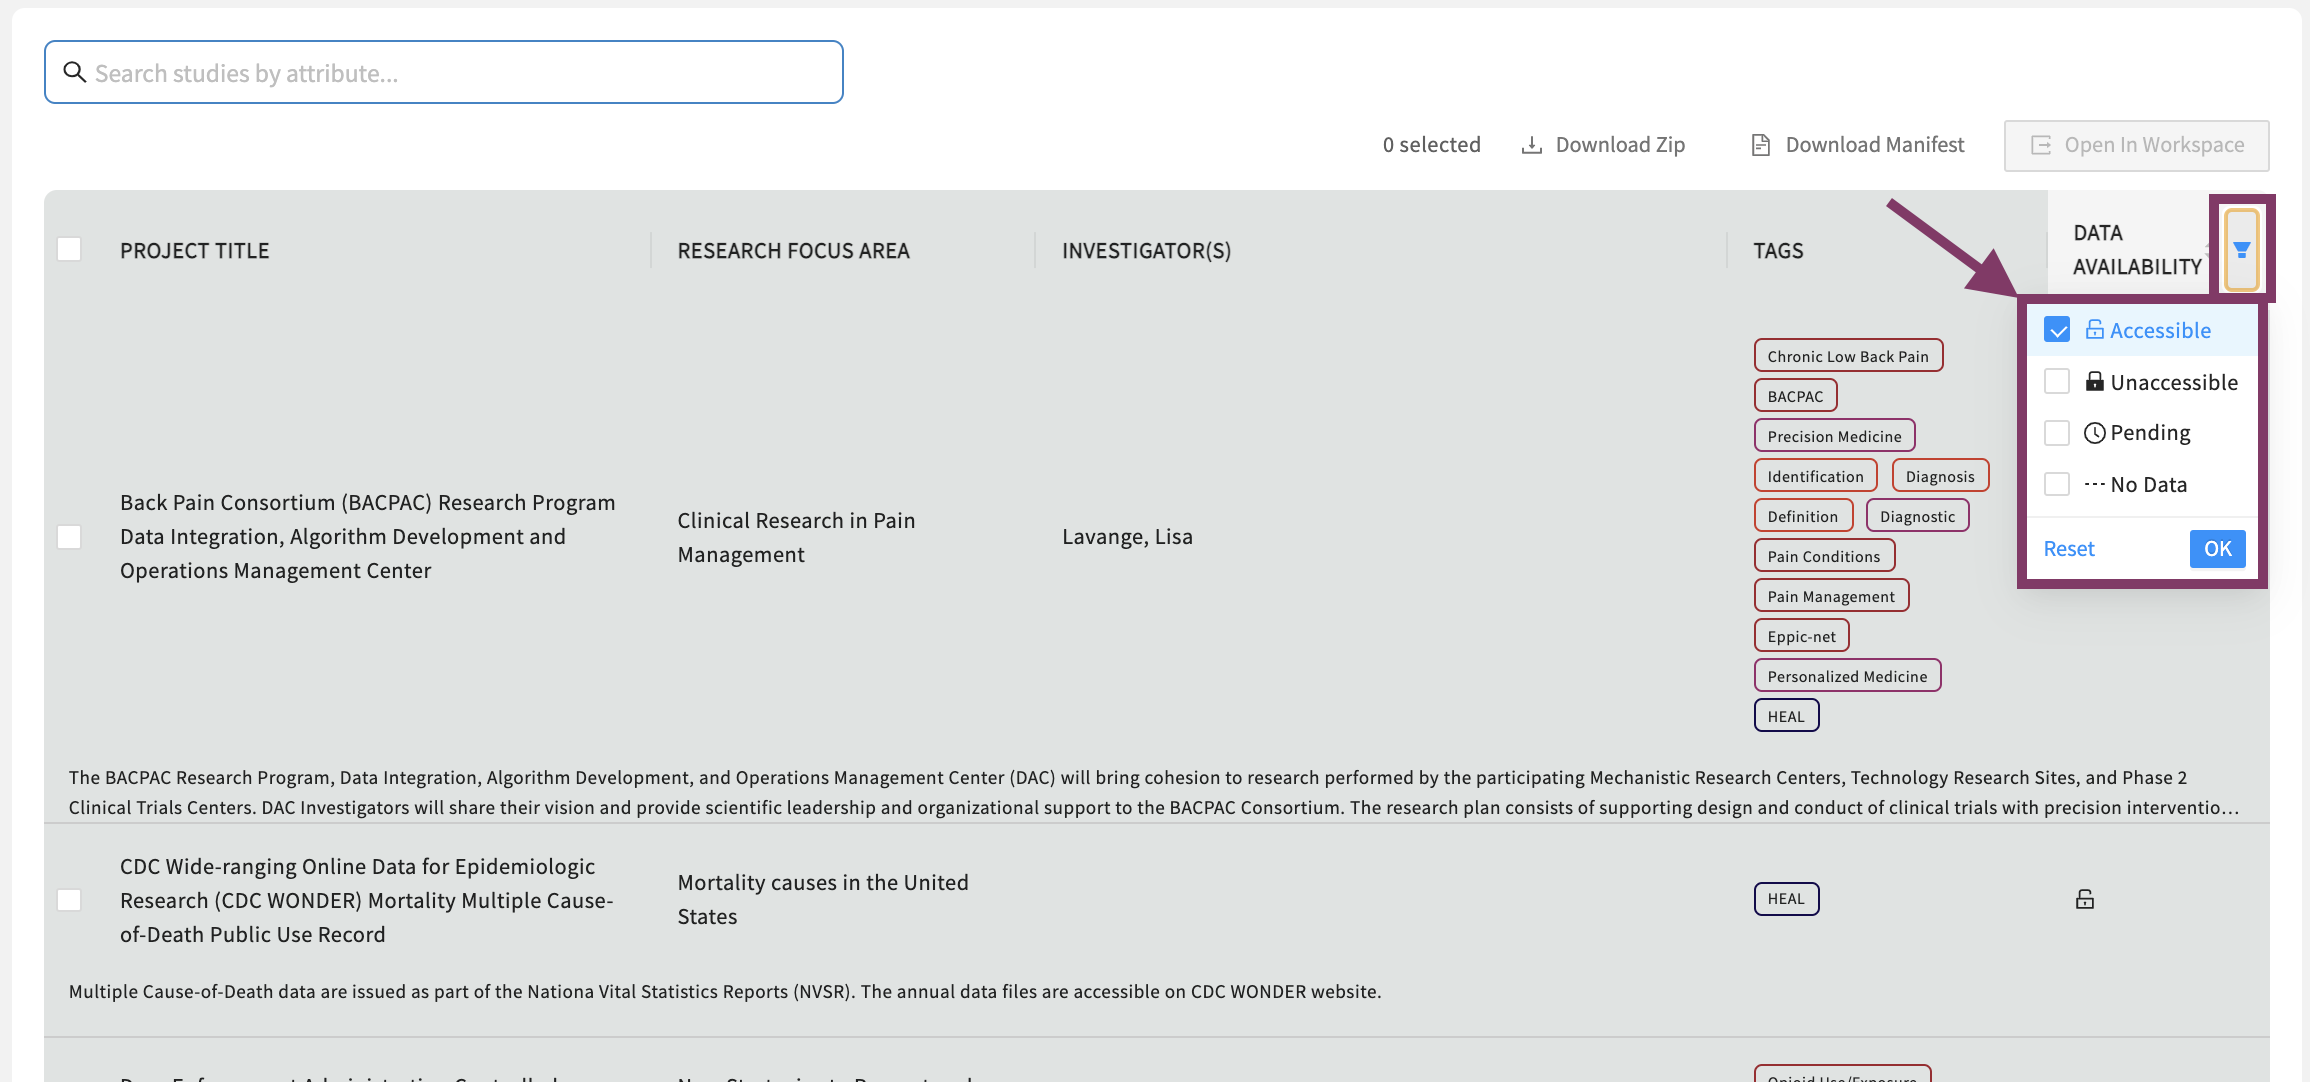 Search studies by attribute...
0 selected
Download Zip
Download Manifest
Open In Workspace
PROJECT TITLE
RESEARCH FOCUS AREA
INVESTIGATOR(S)
TAGS
DATA
AVAILABILITY
Accessible
Unaccessible
Pending
No Data
Reset
OK
Back Pain Consortium (BACPAC) Research Program
Data Integration, Algorithm Development and
Operations Management Center
Clinical Research in Pain
Management
Lavange, Lisa
Chronic Low Back Pain
BACPAC
Precision Medicine
Identification
Diagnosis
Definition
Diagnostic
Pain Conditions
Pain Management
Eppic-net
Personalized Medicine
HEAL
The BACPAC Research Program, Data Integration, Algorithm Development, and Operations Management Center (DAC) will bring cohesion to research performed by the participating Mechanistic Research Centers, Technology Research Sites, and Phase 2
Clinical Trials Centers. DAC Investigators will share their vision and provide scientific leadership and organizational support to the BACPAC Consortium. The research plan consists of supporting design and conduct of clinical trials with precision interventio...
CDC Wide-ranging Online Data for Epidemiologic
Research (CDC WONDER) Mortality Multiple Cause-
of-Death Public Use Record
Mortality causes in the United
States
HEAL
Multiple Cause-of-Death data are issued as part of the Nationa Vital Statistics Reports (NVSR). The annual data files are accessible on CDC WONDER website.
Opioid Use/Exposure